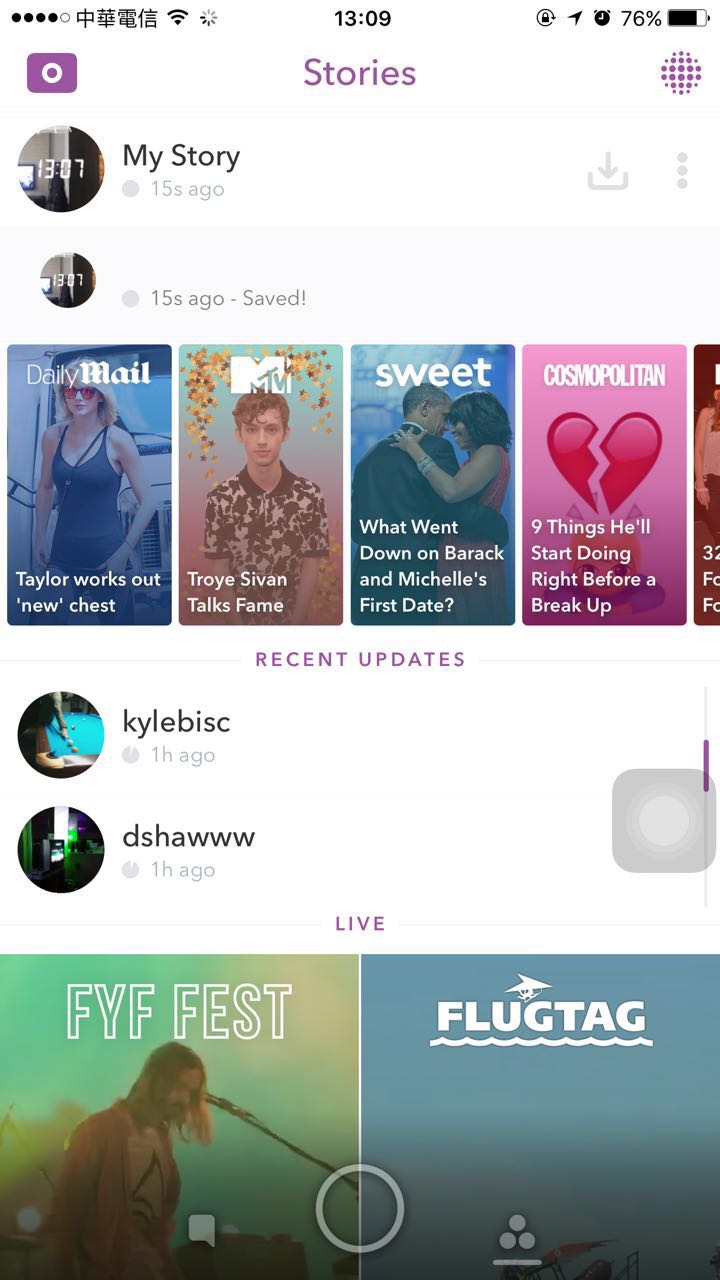 中華電信
13:09
76%
Stories
13:07
My Story
15s ago
13:07
15s ago - Saved!
Daily Mail
Taylor works out
'new' chest
MTV
Troye Sivan
Talks Fame
sweet
What Went
Down on Barack
and Michelle's
First Date?
COSMOPOLITAN
9 Things He'll
Start Doing
Right Before a
Break Up
32
Fo
Fo
RECENT UPDATES
kylebisc
1h ago
dshawww
1h ago
LIVE
FYF FEST
FLUGTAG